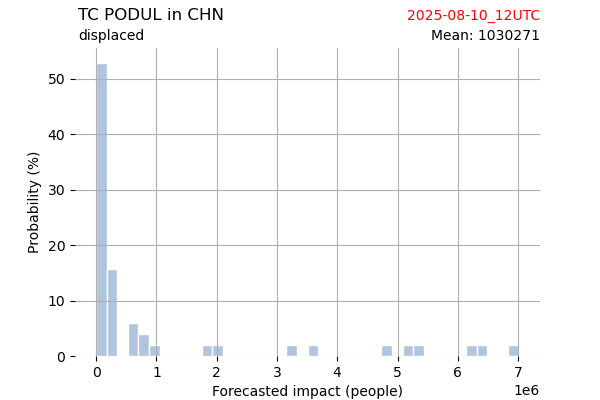 TC PODUL in CHN
2025-08-10_12UTC
displaced
Mean: 1030271
Probability (%)
50
40
30
20
10
0
0 1 2 3 4 5 6 7
1e6
Forecasted impact (people)